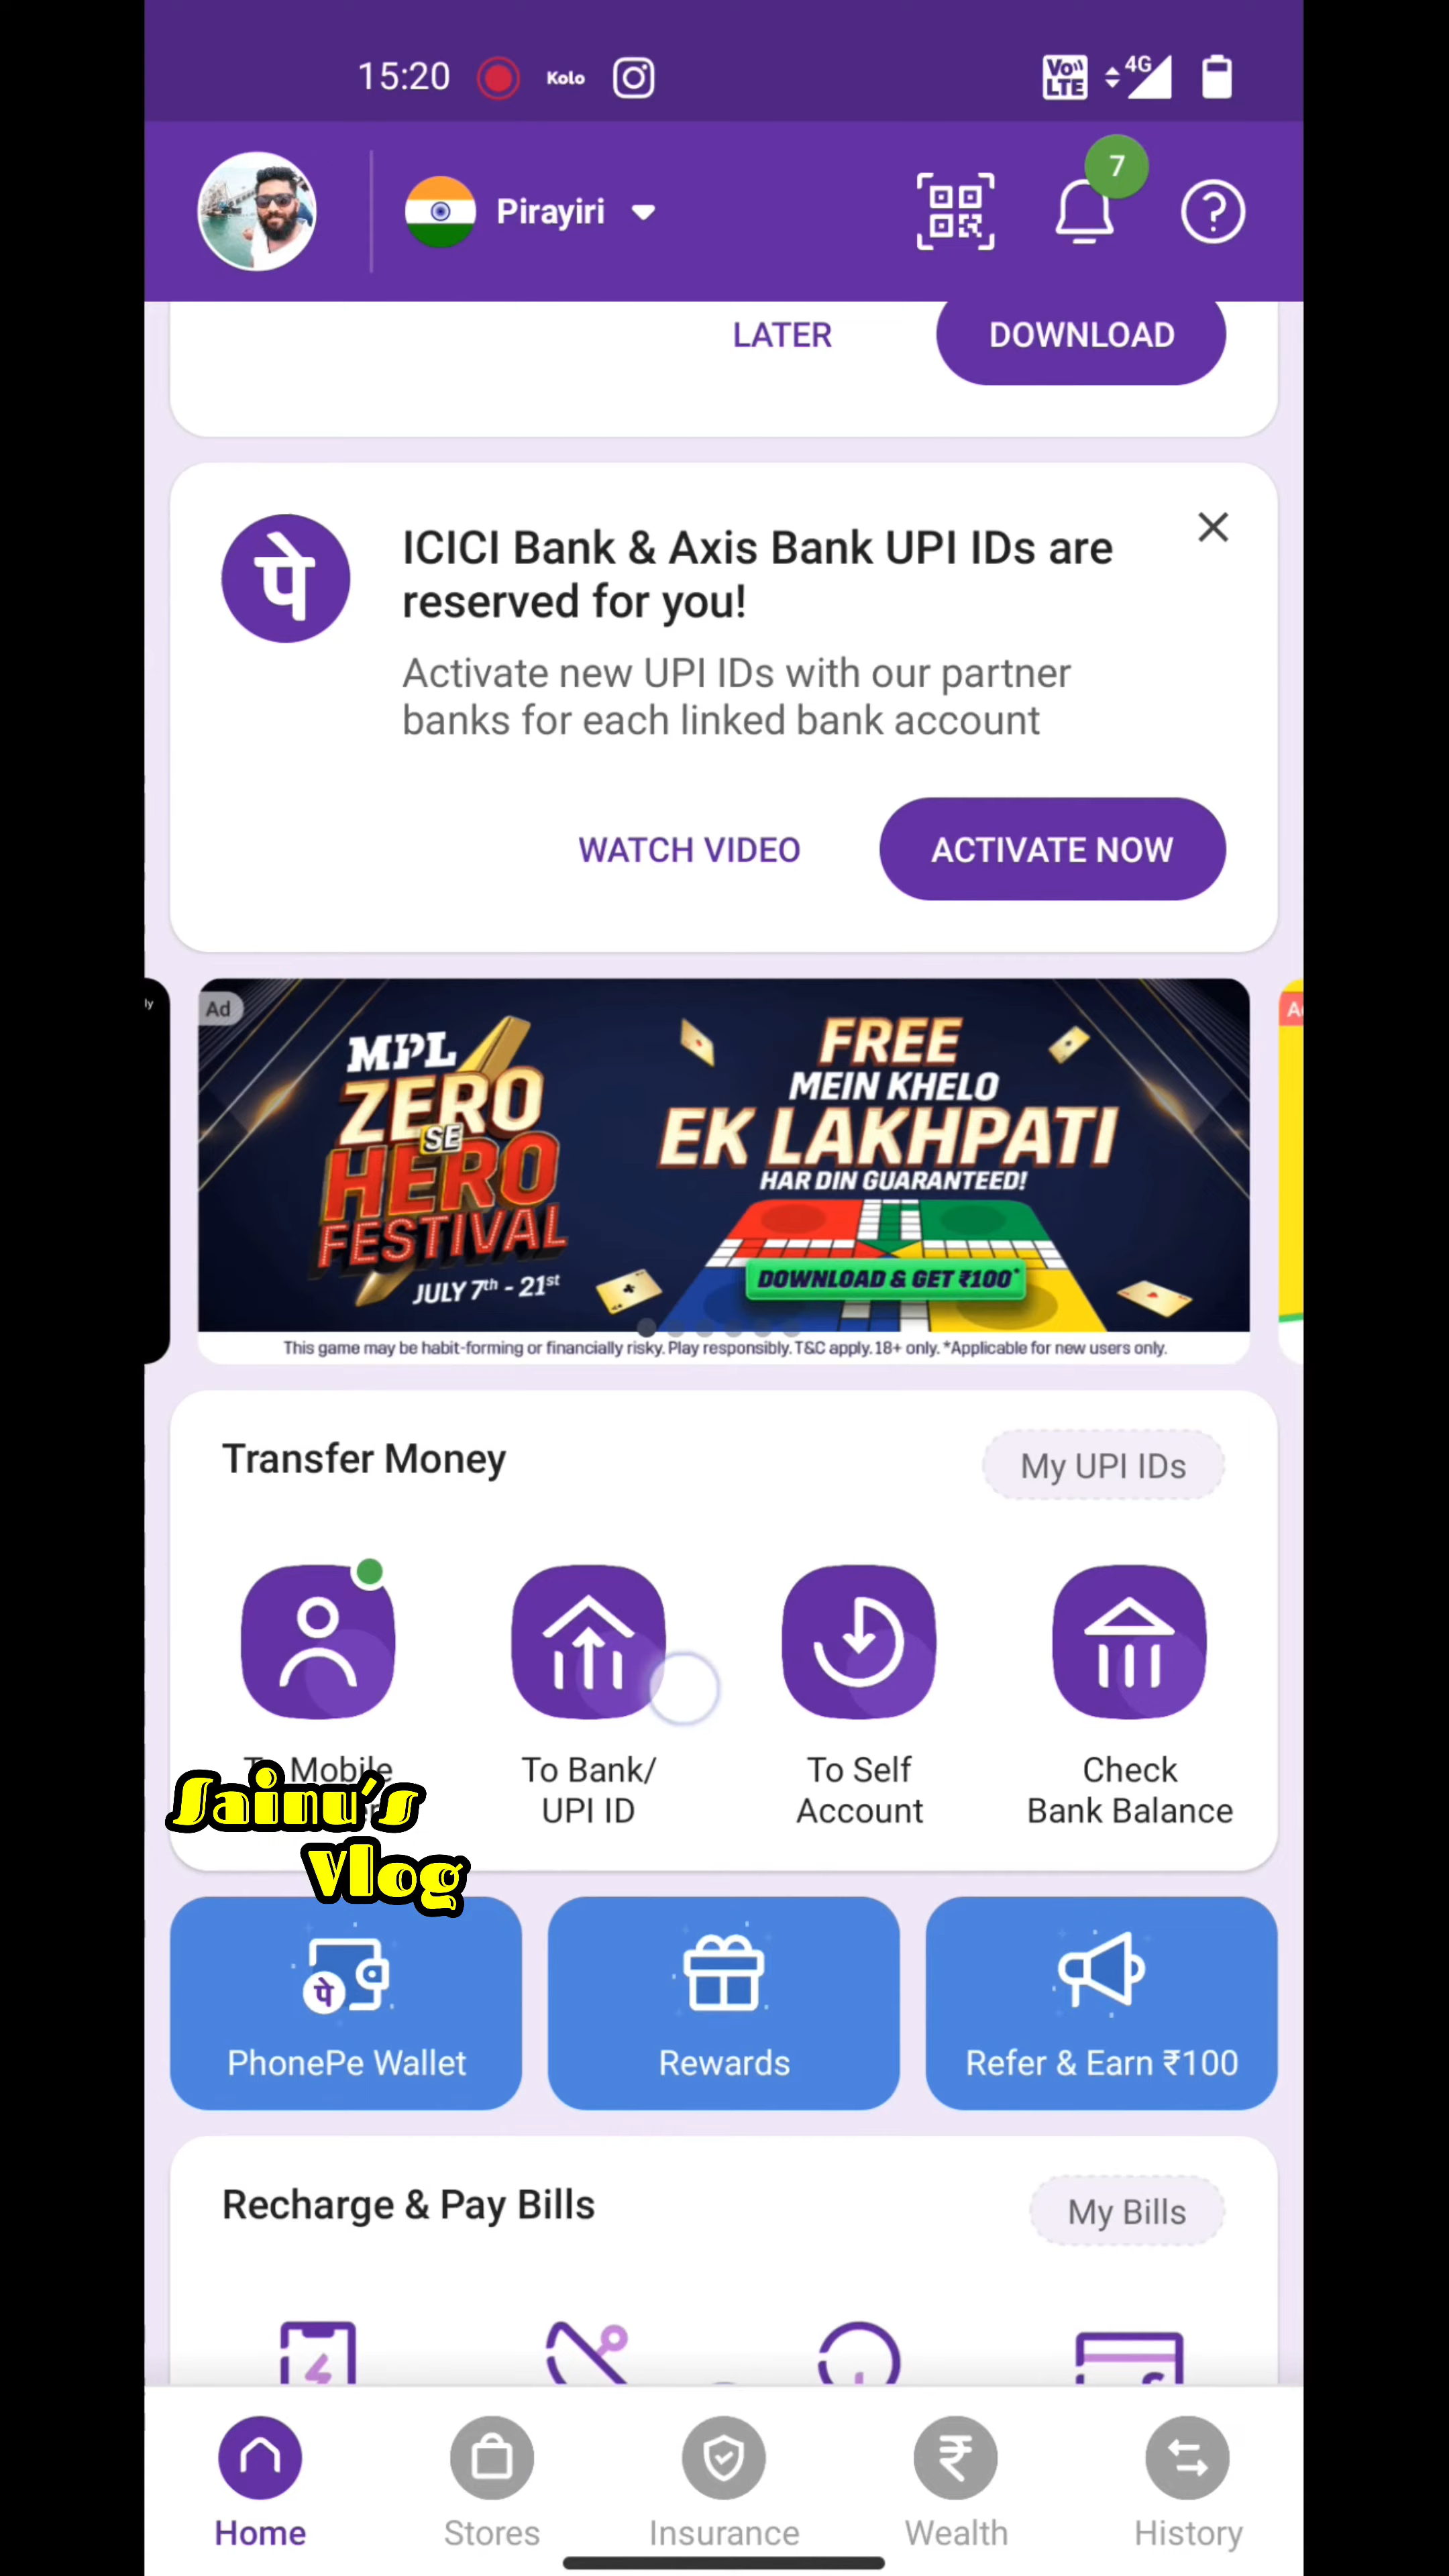 15:20 Kolo VoLTE 4G
Pirayiri 7 ?
LATER DOWNLOAD
पे
ICICI Bank & Axis Bank UPI IDs are
reserved for you!
Activate new UPI IDs with our partner
banks for each linked bank account
WATCH VIDEO ACTIVATE NOW
ly
Ad
MPL
ZERO
SE
HERO
FESTIVAL
JULY 7th - 21st
FREE
MEIN KHELO
EK LAKHPATI
HAR DIN GUARANTEED!
DOWNLOAD & GET ₹100*
This game may be habit-forming or financially risky. Play responsibly. T&C apply. 18+ only. *Applicable for new users only.
Transfer Money My UPI IDs
To Bank/
UPI ID
To Self
Account
Check
Bank Balance
Mobile
Sainu's
Vlog
पे
PhonePe Wallet
Rewards
Refer & Earn ₹100
Recharge & Pay Bills My Bills
₹
Home Stores Insurance Wealth History